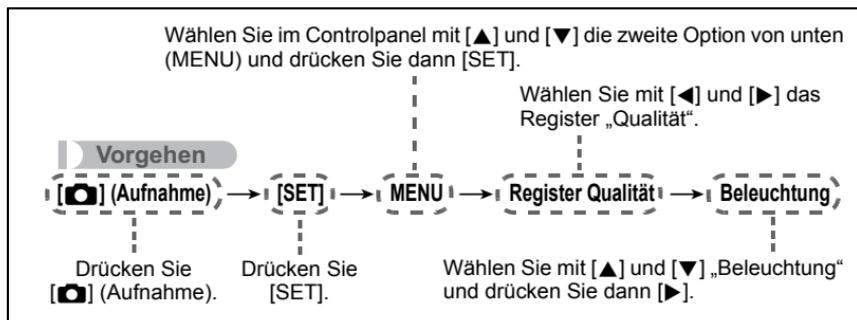 Wählen Sie im Controlpanel mit [▲] und [▼] die zweite Option von unten
(MENU) und drücken Sie dann [SET].
Wählen Sie mit [◀] und [▶] das
Register „Qualität“.
Vorgehen
[📷] (Aufnahme) → [SET] → MENU → Register Qualität → Beleuchtung
Drücken Sie
[📷] (Aufnahme).
Drücken Sie
[SET].
Wählen Sie mit [▲] und [▼] „Beleuchtung“
und drücken Sie dann [▶].